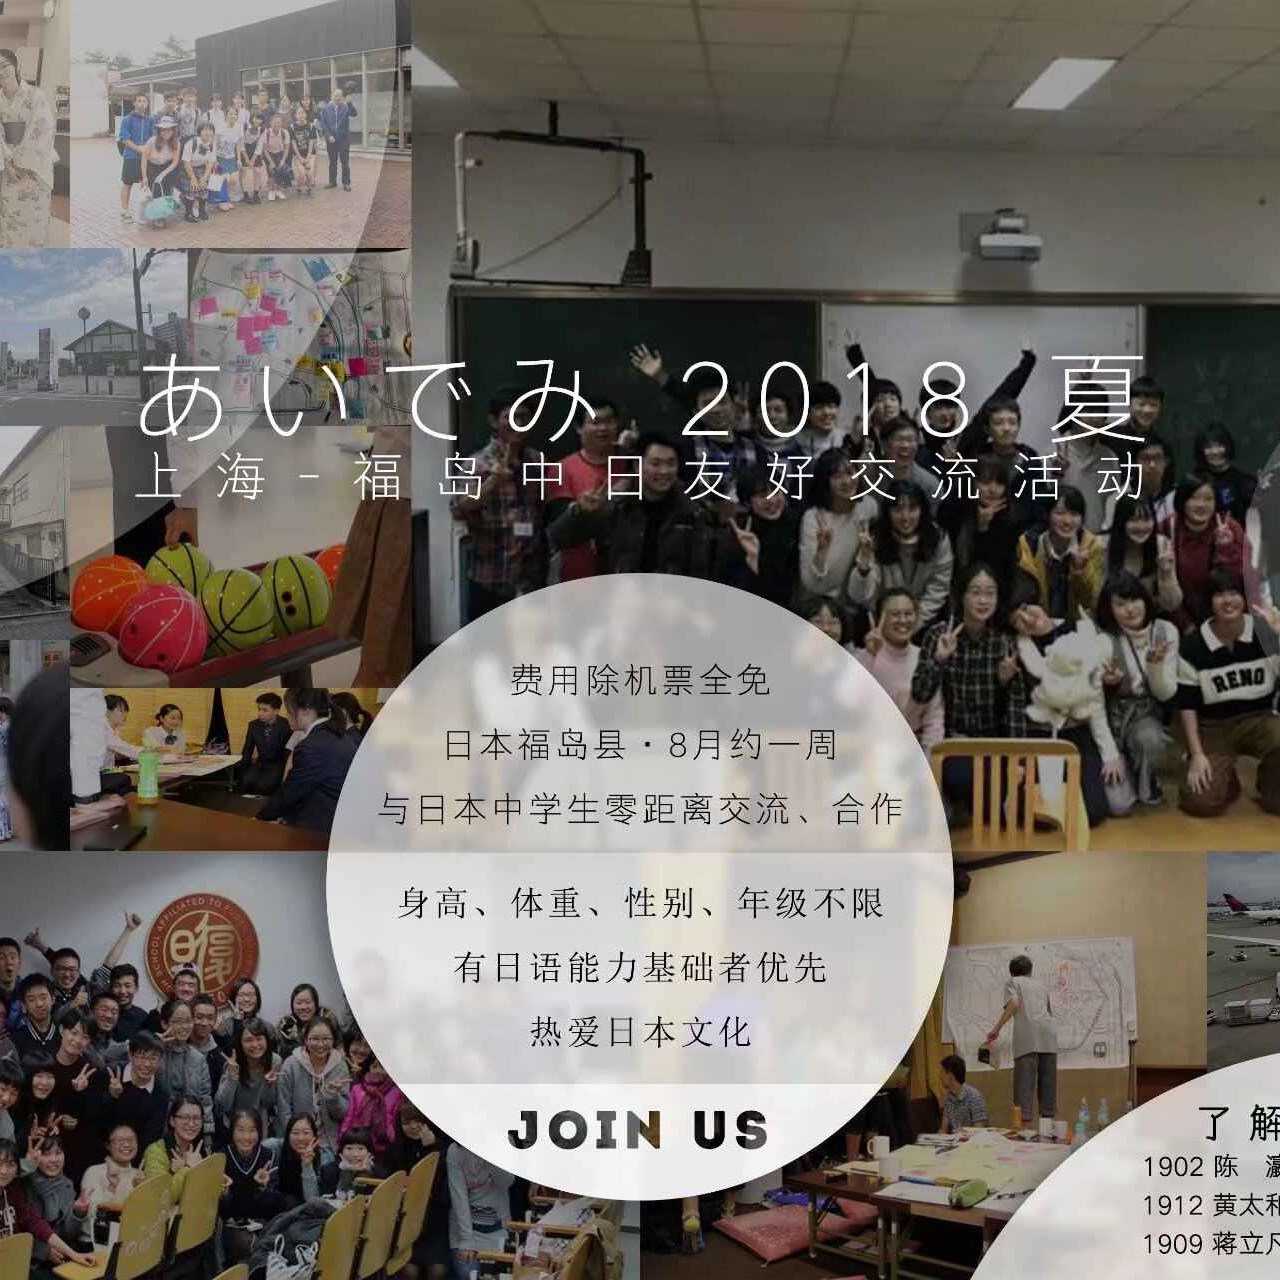 あいでみ 2018 夏
上海-福岛中日友好交流活动
RENO
费用除机票全免
日本福岛县·8月约一周
与日本中学生零距离交流、合作
身高、体重、性别、年级不限
有日语能力基础者优先
热爱日本文化
JOIN US
了解
1902 陈
1912 黄太和
1909 蒋立凡